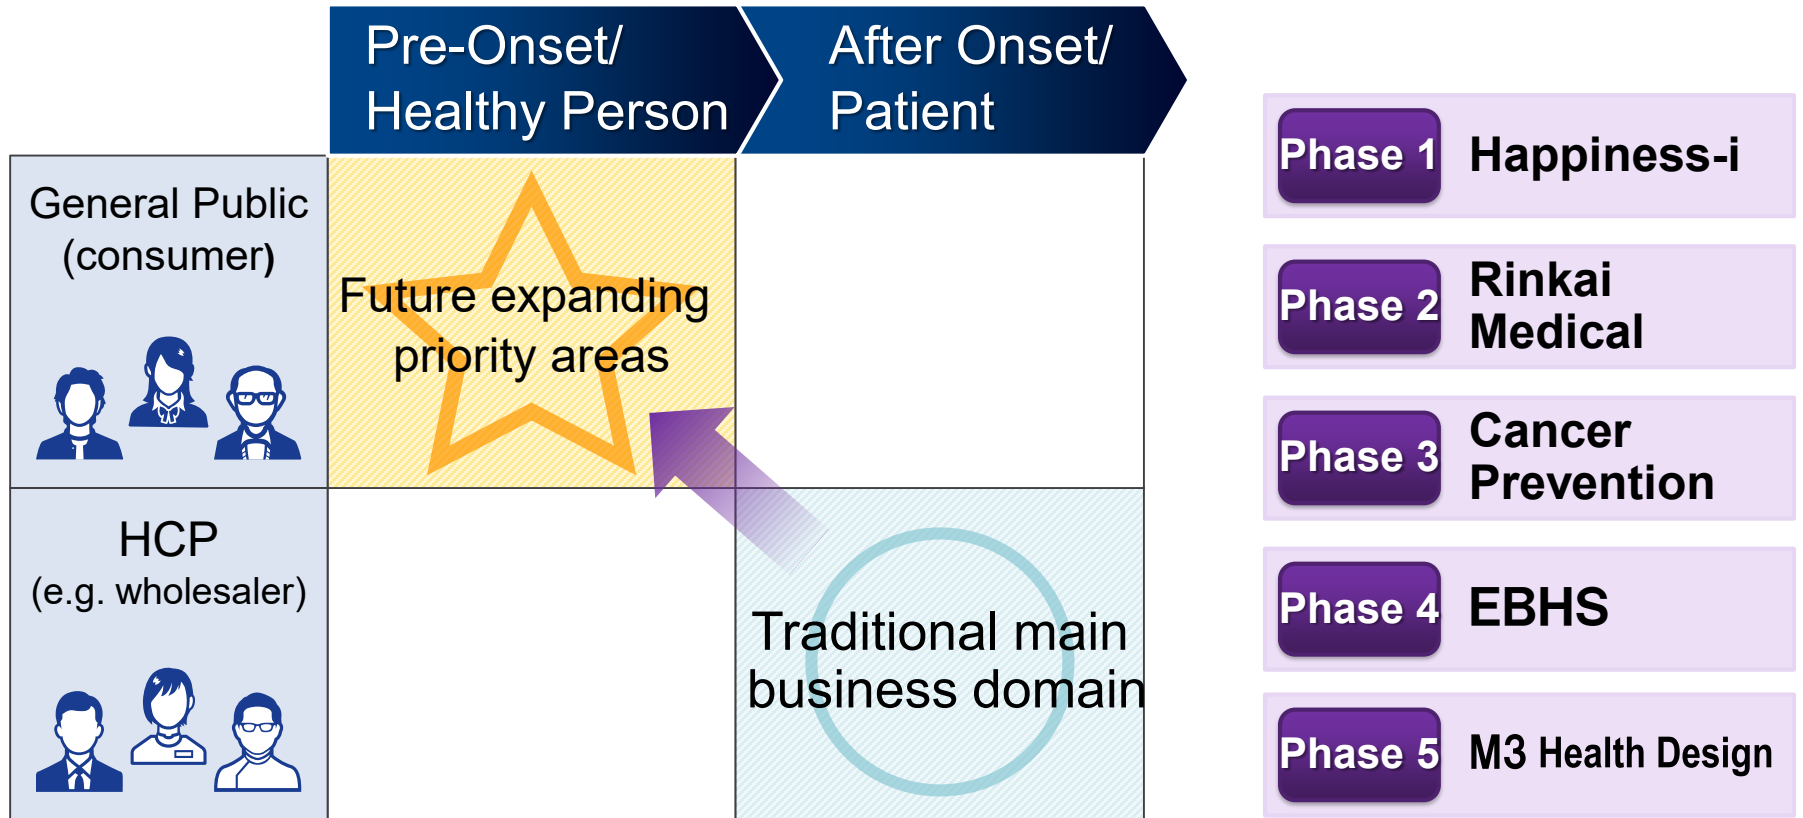 Pre-Onset/
Healthy Person
After Onset/
Patient
General Public
(consumer)
Future expanding
priority areas
HCP
(e.g. wholesaler)
Traditional main
business domain
Phase 1
Happiness-i
Phase 2
Rinkai
Medical
Phase 3
Cancer
Prevention
Phase 4
EBHS
Phase 5
M3 Health Design